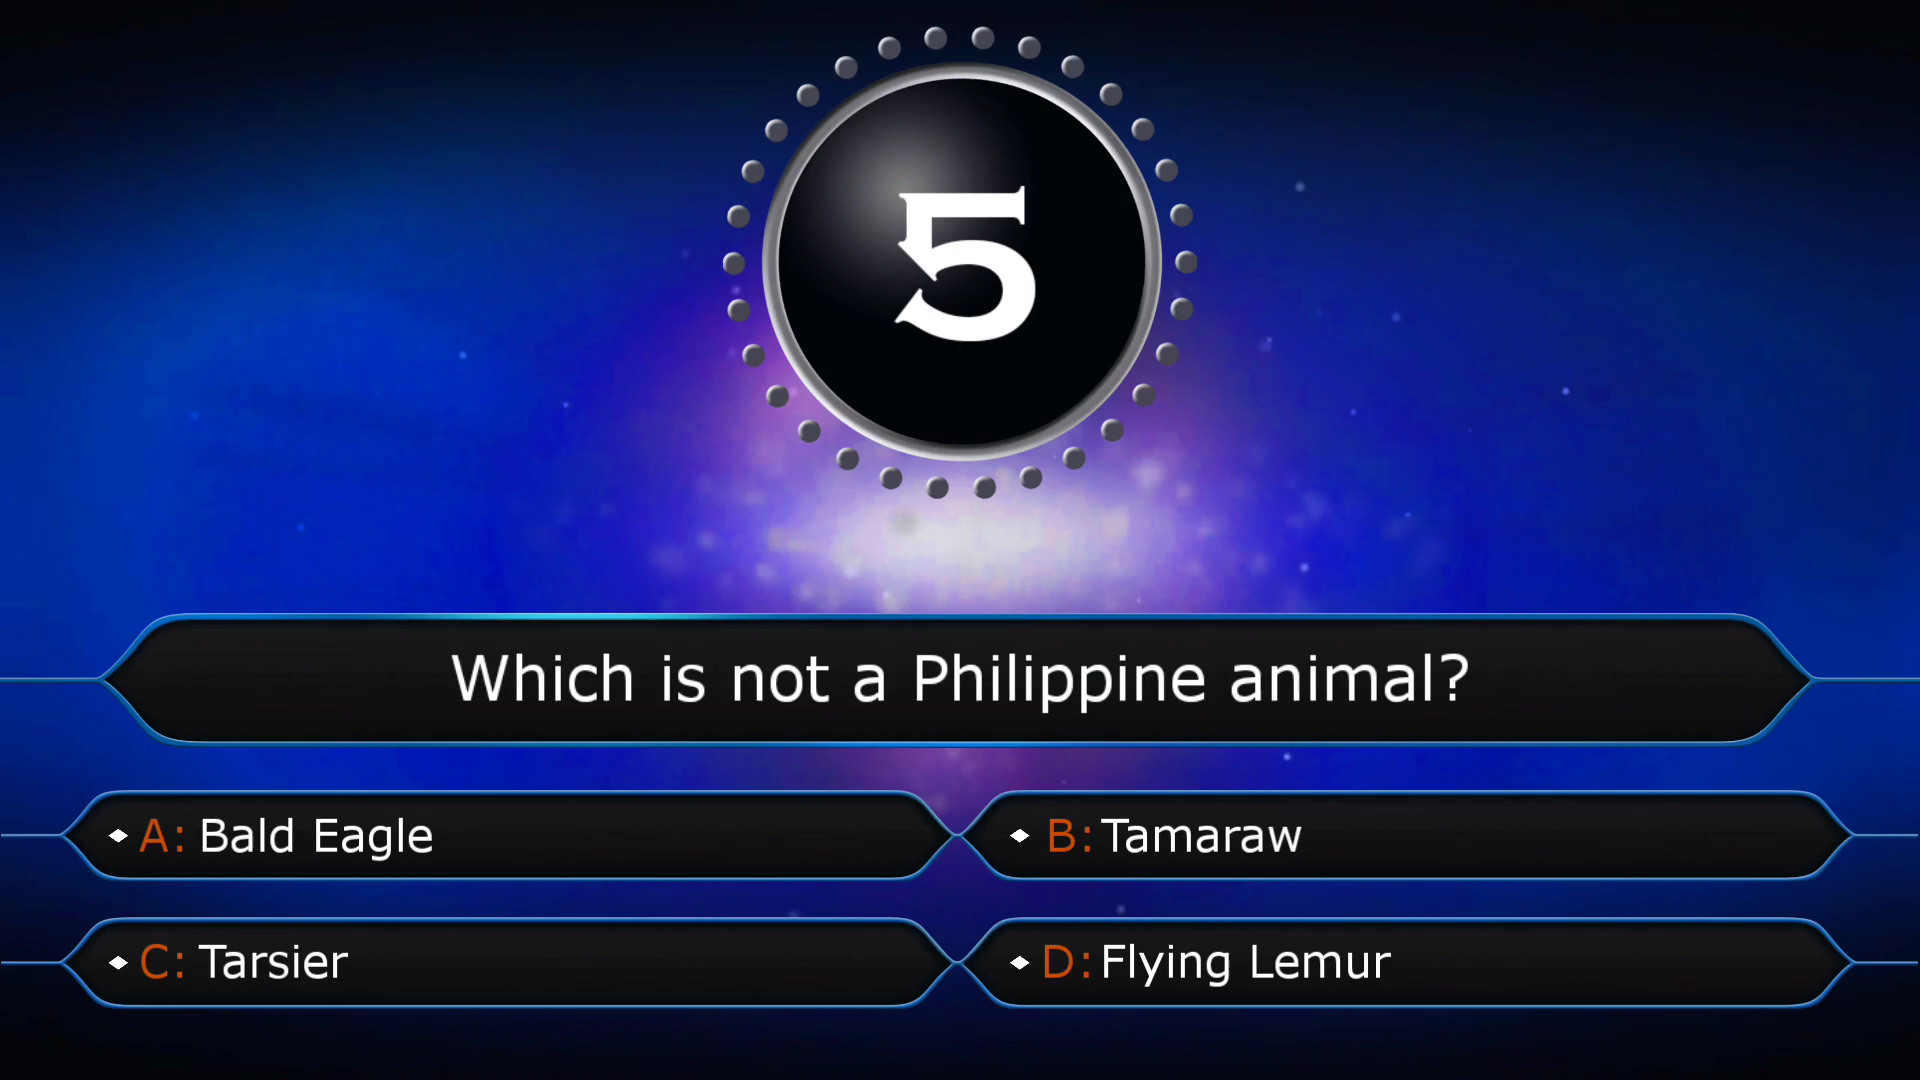 5
Which is not a Philippine animal?
A: Bald Eagle
B: Tamaraw
C: Tarsier
D: Flying Lemur